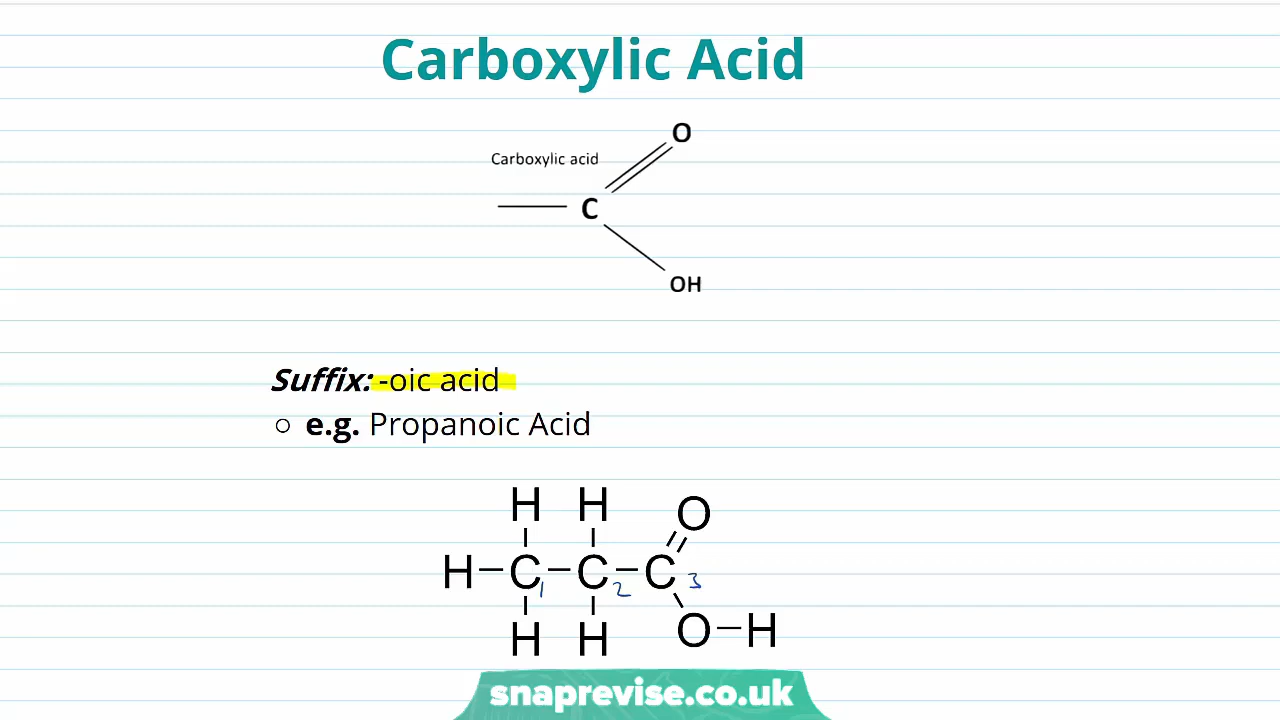 Carboxylic Acid
O
Carboxylic acid
C
OH
Suffix: -oic acid
○ e.g. Propanoic Acid
H H O
H C 1 C 2 C 3
H H O H
snaprevise.co.uk